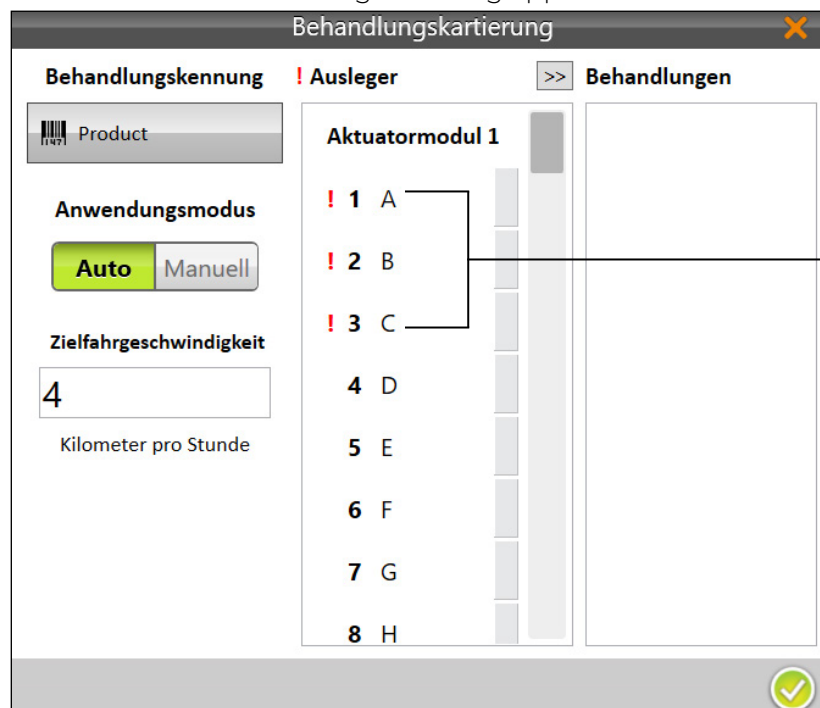 Behandlungskartierung
Behandlungskennung
! Ausleger
>>
Behandlungen
147
Product
Aktuatormodul 1
Anwendungsmodus
Auto
Manuell
Zielfahrgeschwindigkeit
4
Kilometer pro Stunde
! 1 A
! 2 B
! 3 C
4 D
5 E
6 F
7 G
8 H